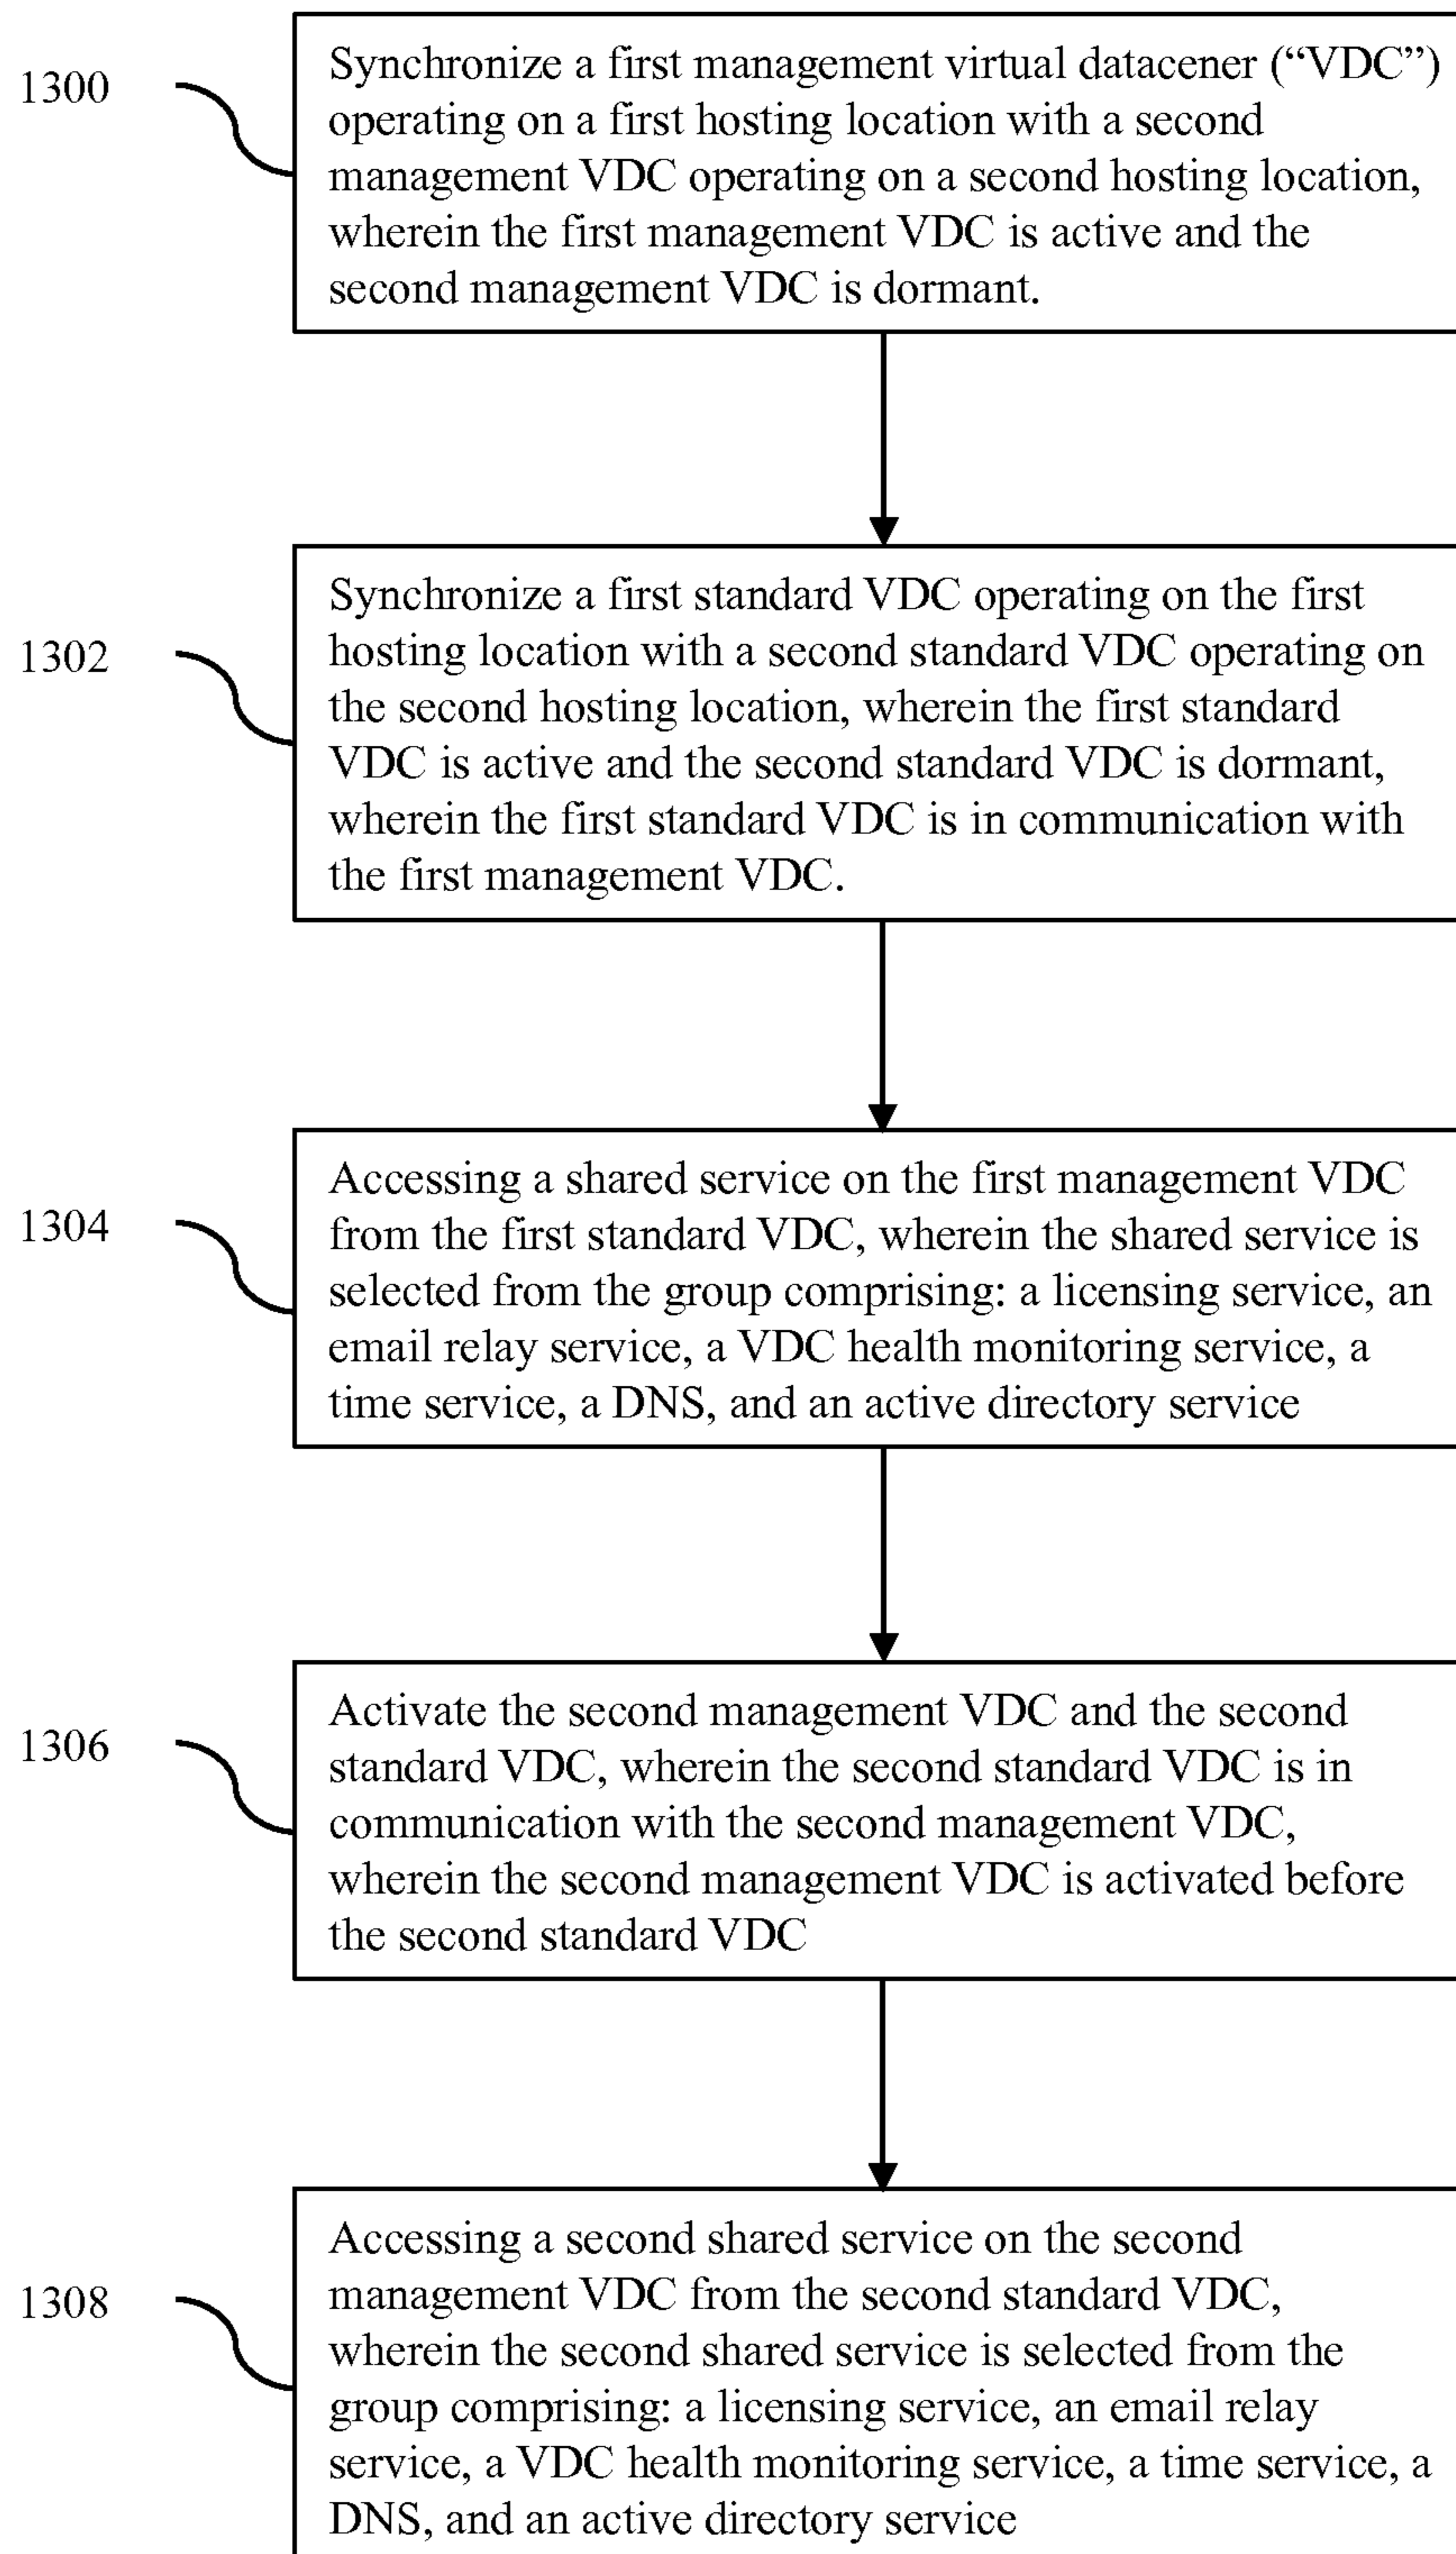 1300
Synchronize a first management virtual datacener (“VDC”)
operating on a first hosting location with a second
management VDC operating on a second hosting location,
wherein the first management VDC is active and the
second management VDC is dormant.
1302
Synchronize a first standard VDC operating on the first
hosting location with a second standard VDC operating on
the second hosting location, wherein the first standard
VDC is active and the second standard VDC is dormant,
wherein the first standard VDC is in communication with
the first management VDC.
1304
Accessing a shared service on the first management VDC
from the first standard VDC, wherein the shared service is
selected from the group comprising: a licensing service, an
email relay service, a VDC health monitoring service, a
time service, a DNS, and an active directory service
1306
Activate the second management VDC and the second
standard VDC, wherein the second standard VDC is in
communication with the second management VDC,
wherein the second management VDC is activated before
the second standard VDC
1308
Accessing a second shared service on the second
management VDC from the second standard VDC,
wherein the second shared service is selected from the
group comprising: a licensing service, an email relay
service, a VDC health monitoring service, a time service, a
DNS, and an active directory service